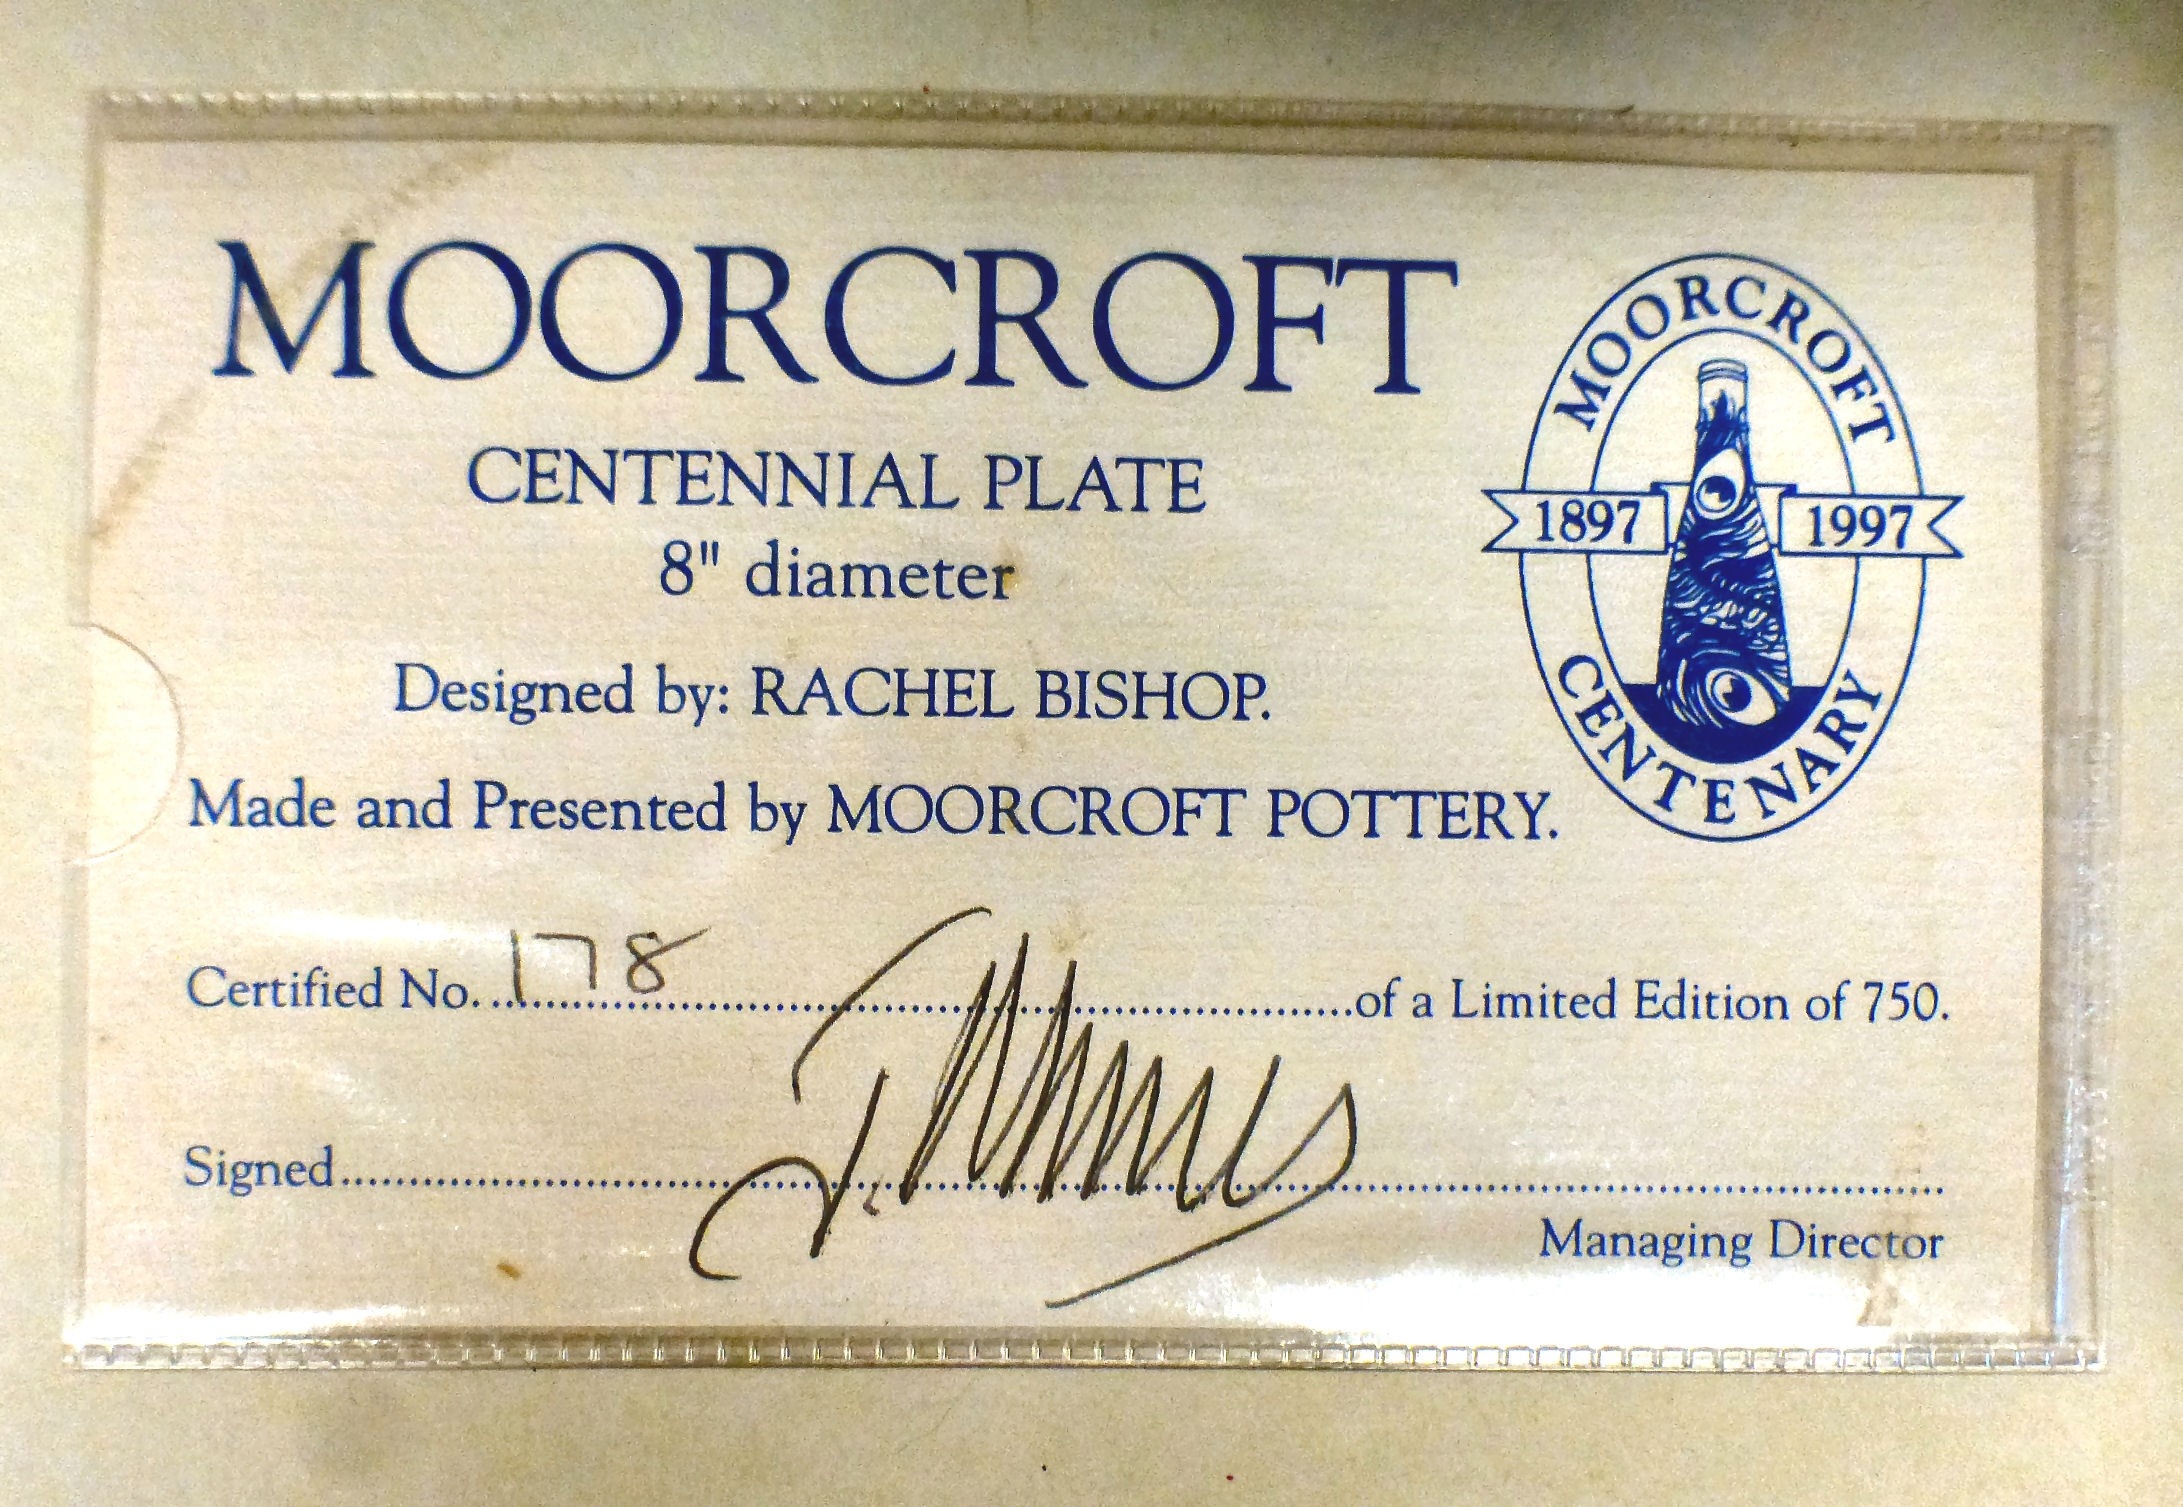 MOORCROFT
CENTENNIAL PLATE
8" diameter
Designed by: RACHEL BISHOP.
Made and Presented by MOORCROFT POTTERY.
MOORCROFT
1897 1997
CENTENARY
Certified No. 178 of a Limited Edition of 750.
Signed
Managing Director